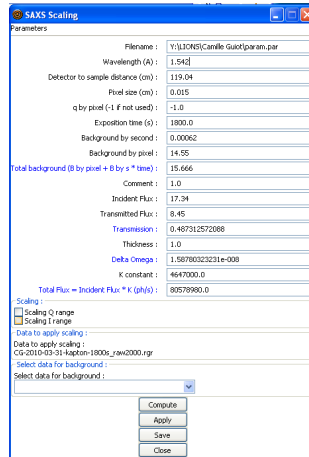 SAXS Scaling
Parameters
Filename : Y:\LIONS\Camille Guiot\param.par
Wavelength (A) : 1.542
Detector to sample distance (cm) : 119.04
Pixel size (cm) : 0.015
q by pixel (-1 if not used) : -1.0
Exposition time (s) : 1800.0
Background by second : 0.00062
Background by pixel : 14.55
Total background (B by pixel + B by s * time) : 15.666
Comment : 1.0
Incident Flux : 17.34
Transmitted Flux : 8.45
Transmission : 0.487312572088
Thickness : 1.0
Delta Omega : 1.58780323231e-008
K constant : 4647000.0
Total Flux = Incident Flux * K (ph/s) : 80578980.0
Scaling :
Scaling Q range
Scaling I range
Data to apply scaling :
Data to apply scaling :
CG-2010-03-31-kapton-1800s_raw2000.rgr
Select data for background :
Select data for background :
Compute
Apply
Save
Close